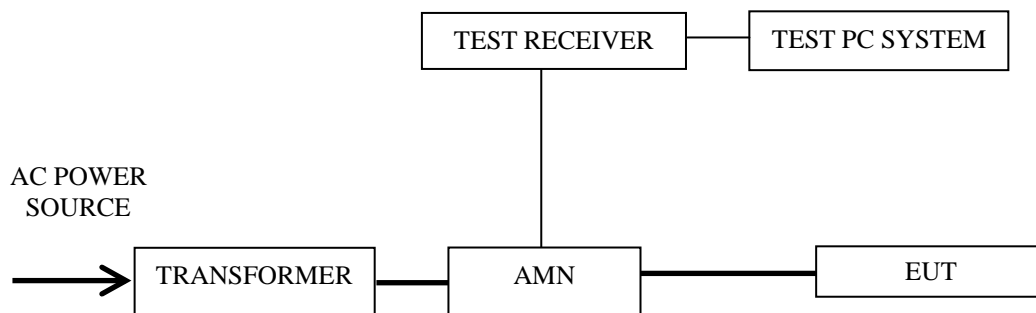 TEST RECEIVER
TEST PC SYSTEM
AC POWER
SOURCE
TRANSFORMER
AMN
EUT